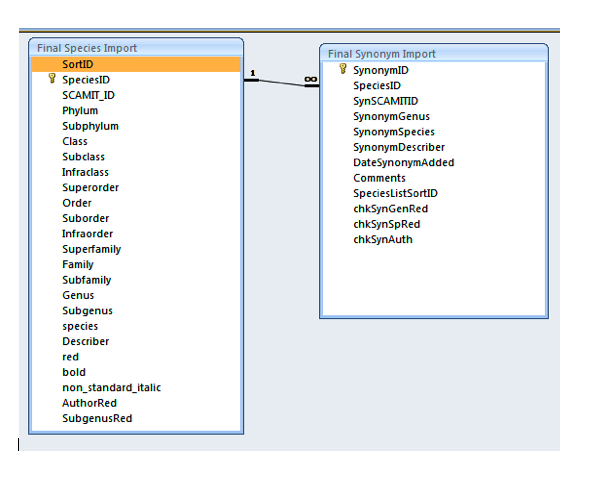 Final Species Import
SortID
SpeciesID
SCAMIT_ID
Phylum
Subphylum
Class
Subclass
Infraclass
Superorder
Order
Suborder
Infraorder
Superfamily
Family
Subfamily
Genus
Subgenus
species
Describer
red
bold
non_standard_italic
AuthorRed
SubgenusRed
1
∞
Final Synonym Import
SynonymID
SpeciesID
SynSCAMITID
SynonymGenus
SynonymSpecies
SynonymDescriber
DateSynonymAdded
Comments
SpeciesListSortID
chkSynGenRed
chkSynSpRed
chkSynAuth